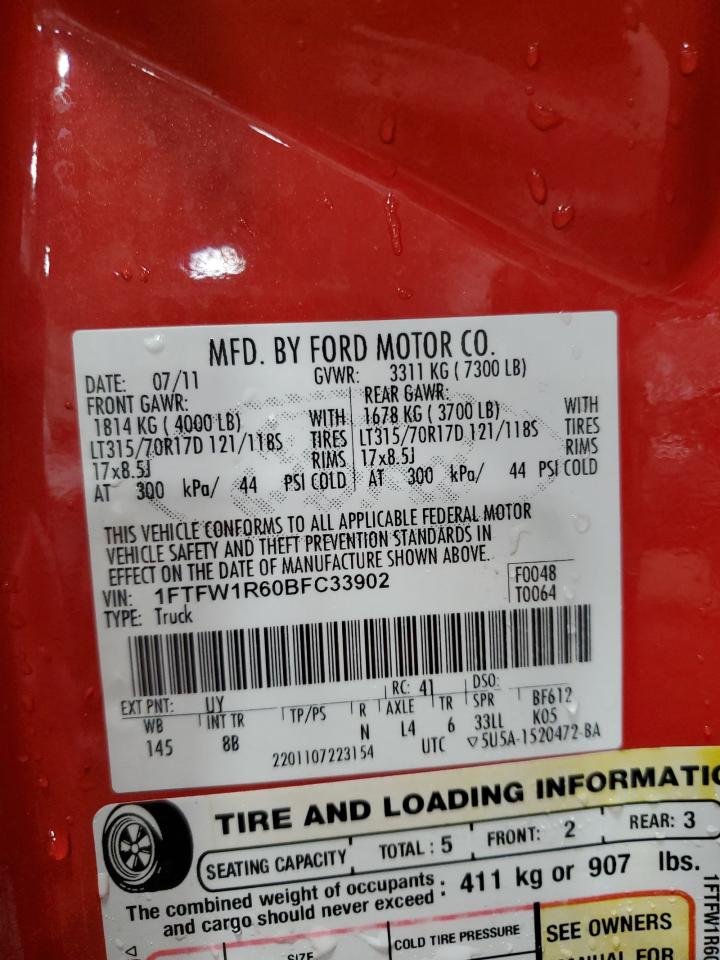 MFD. BY FORD MOTOR CO.
DATE: 07/11 GVWR: 3311 KG ( 7300 LB)
FRONT GAWR: REAR GAWR:
1814 KG ( 4000 LB) WITH 1678 KG ( 3700 LB) WITH
LT315/70R17D 121/118S TIRES LT315/70R17D 121/118S TIRES
17x8.5J RIMS 17x8.5J RIMS
AT 300 kPa/ 44 PSI COLD AT 300 kPa/ 44 PSI COLD
THIS VEHICLE CONFORMS TO ALL APPLICABLE FEDERAL MOTOR
VEHICLE SAFETY AND THEFT PREVENTION STANDARDS IN
EFFECT ON THE DATE OF MANUFACTURE SHOWN ABOVE.
VIN: 1FTFW1R60BFC33902 F0048
TYPE: Truck T0064
EXT PNT: UY RC: 41 DSO:
WB INT TR TP/PS R AXLE TR SPR BF612
145 8B N L4 6 33LL K05
2201107223154 UTC ▽5U5A-1520472-BA
TIRE AND LOADING INFORMATIO
SEATING CAPACITY TOTAL : 5 FRONT: 2 REAR: 3
The combined weight of occupants
and cargo should never exceed : 411 kg or 907 lbs.
SIZE COLD TIRE PRESSURE SEE OWNERS
MANUAL FOR
1FTFW1R60